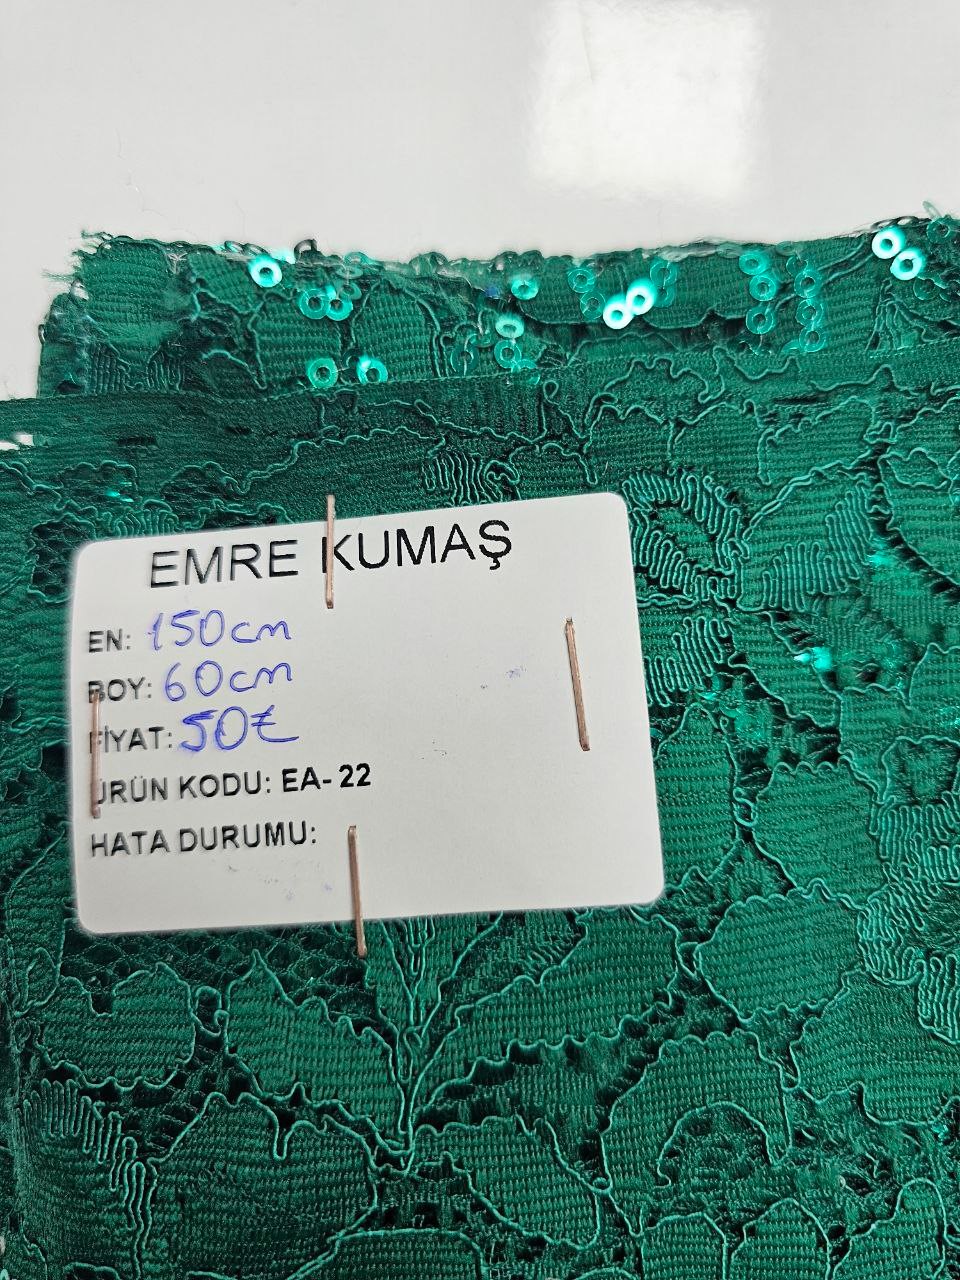 EMRE KUMAŞ
EN: 150cm
BOY: 60cm
FİYAT: 50₺
ÜRÜN KODU: EA- 22
HATA DURUMU: